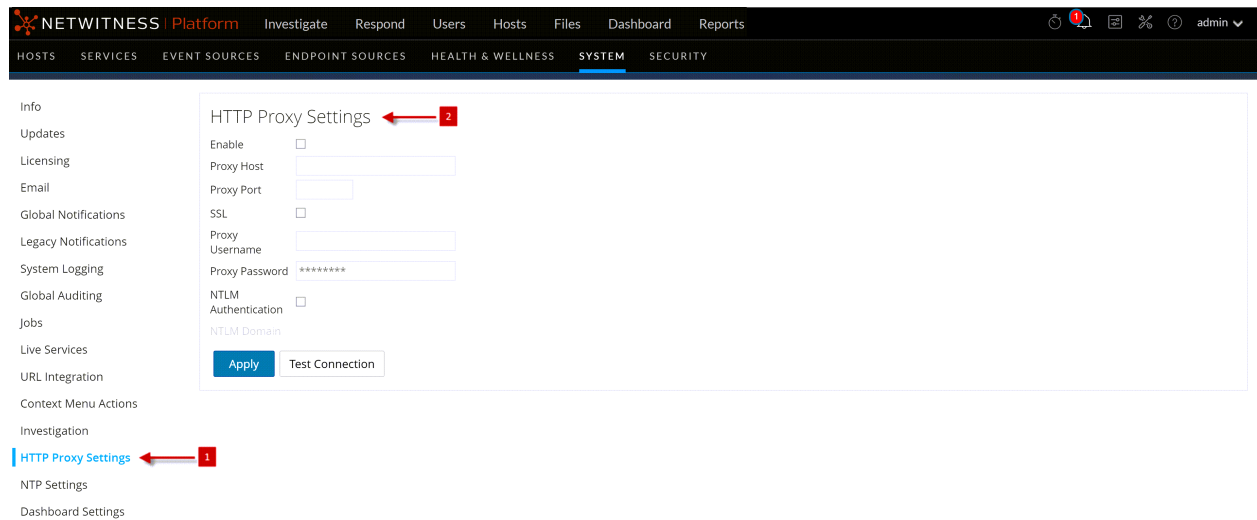 NETWITNESS | Platform Investigate Respond Users Hosts Files Dashboard Reports 1 admin
HOSTS SERVICES EVENT SOURCES ENDPOINT SOURCES HEALTH & WELLNESS SYSTEM SECURITY
Info
Updates
Licensing
Email
Global Notifications
Legacy Notifications
System Logging
Global Auditing
Jobs
Live Services
URL Integration
Context Menu Actions
Investigation
HTTP Proxy Settings 1
NTP Settings
Dashboard Settings
HTTP Proxy Settings 2
Enable
Proxy Host
Proxy Port
SSL
Proxy
Username
Proxy Password ********
NTLM
Authentication
NTLM Domain
Apply Test Connection